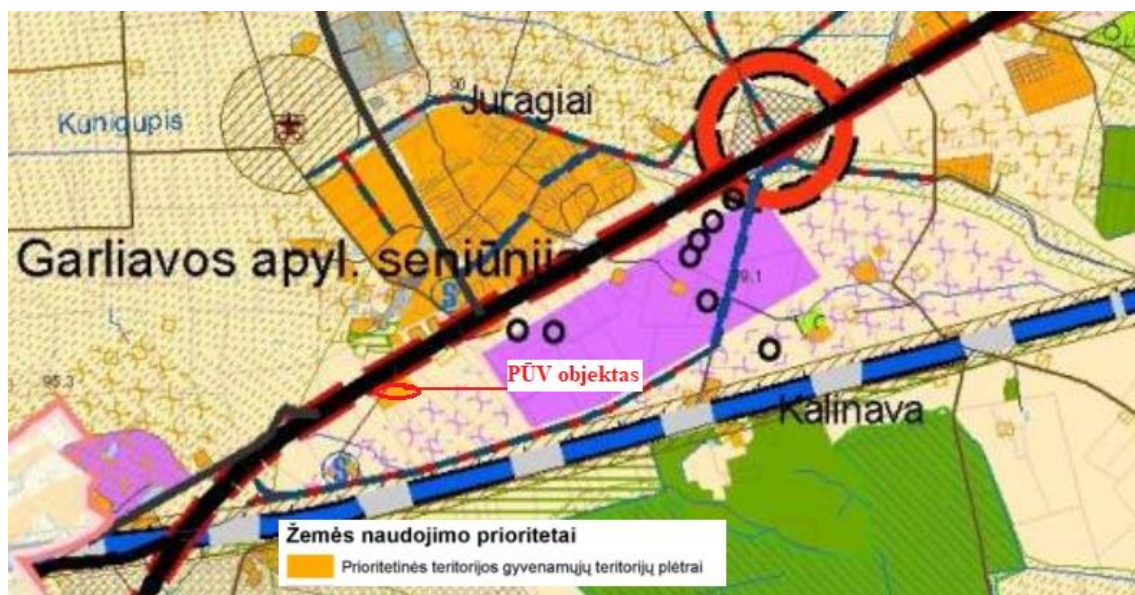 Juragiai
Kunigupis
Garliavos apyl. seniūnija
S
PŪV objektas
Kalinava
S
Žemės naudojimo prioritetai
Prioritetinės teritorijos gyvenamųjų teritorijų plėtrai